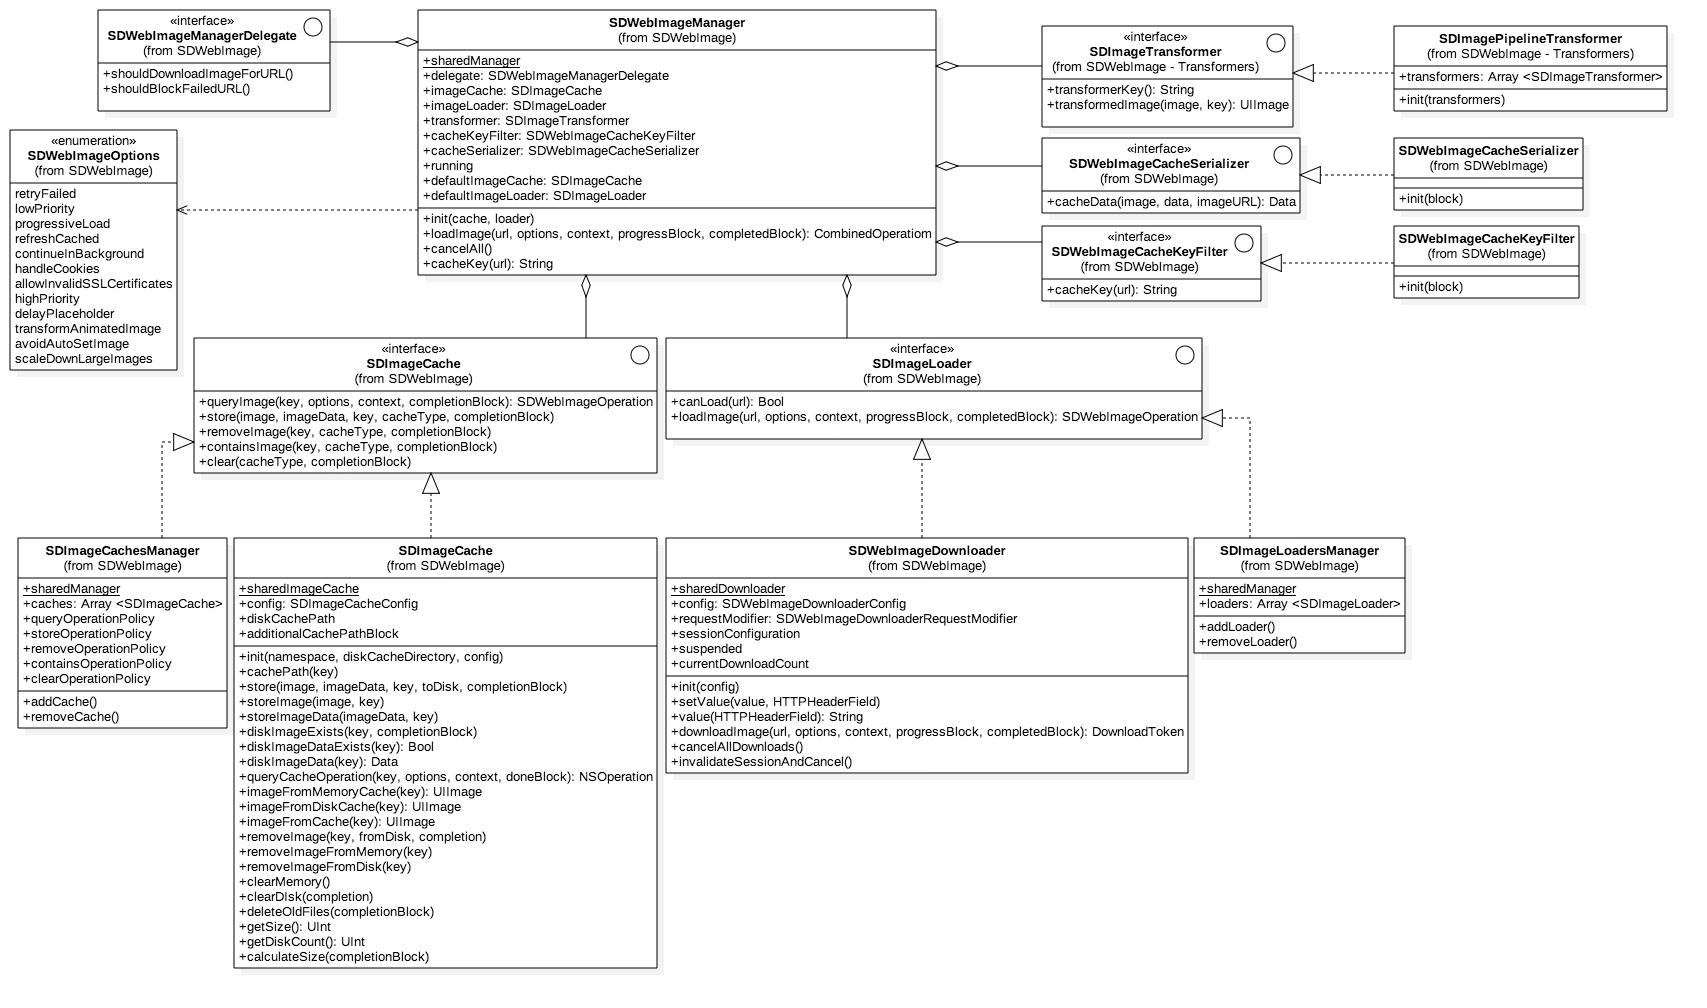 «interface»
SDWebImageManagerDelegate
(from SDWebImage)
+shouldDownloadImageForURL()
+shouldBlockFailedURL()
SDWebImageManager
(from SDWebImage)
+sharedManager
+delegate: SDWebImageManagerDelegate
+imageCache: SDImageCache
+imageLoader: SDImageLoader
+transformer: SDImageTransformer
+cacheKeyFilter: SDWebImageCacheKeyFilter
+cacheSerializer: SDWebImageCacheSerializer
+running
+defaultImageCache: SDImageCache
+defaultImageLoader: SDImageLoader
+init(cache, loader)
+loadImage(url, options, context, progressBlock, completedBlock): CombinedOperatiom
+cancelAll()
+cacheKey(url): String
«interface»
SDImageTransformer
(from SDWebImage - Transformers)
+transformerKey(): String
+transformedImage(image, key): UIImage
SDImagePipelineTransformer
(from SDWebImage - Transformers)
+transformers: Array <SDImageTransformer>
+init(transformers)
«enumeration»
SDWebImageOptions
(from SDWebImage)
retryFailed
lowPriority
progressiveLoad
refreshCached
continueInBackground
handleCookies
allowInvalidSSLCertificates
highPriority
delayPlaceholder
transformAnimatedImage
avoidAutoSetImage
scaleDownLargeImages
«interface»
SDWebImageCacheSerializer
(from SDWebImage)
+cacheData(image, data, imageURL): Data
SDWebImageCacheSerializer
(from SDWebImage)
+init(block)
«interface»
SDWebImageCacheKeyFilter
(from SDWebImage)
+cacheKey(url): String
SDWebImageCacheKeyFilter
(from SDWebImage)
+init(block)
«interface»
SDImageCache
(from SDWebImage)
+queryImage(key, options, context, completionBlock): SDWebImageOperation
+store(image, imageData, key, cacheType, completionBlock)
+removeImage(key, cacheType, completionBlock)
+containsImage(key, cacheType, completionBlock)
+clear(cacheType, completionBlock)
«interface»
SDImageLoader
(from SDWebImage)
+canLoad(url): Bool
+loadImage(url, options, context, progressBlock, completedBlock): SDWebImageOperation
SDImageCachesManager
(from SDWebImage)
+sharedManager
+caches: Array <SDImageCache>
+queryOperationPolicy
+storeOperationPolicy
+removeOperationPolicy
+containsOperationPolicy
+clearOperationPolicy
+addCache()
+removeCache()
SDImageCache
(from SDWebImage)
+sharedImageCache
+config: SDImageCacheConfig
+diskCachePath
+additionalCachePathBlock
+init(namespace, diskCacheDirectory, config)
+cachePath(key)
+store(image, imageData, key, toDisk, completionBlock)
+storeImage(image, key)
+storeImageData(imageData, key)
+diskImageExists(key, completionBlock)
+diskImageDataExists(key): Bool
+diskImageData(key): Data
+queryCacheOperation(key, options, context, doneBlock): NSOperation
+imageFromMemoryCache(key): UIImage
+imageFromDiskCache(key): UIImage
+imageFromCache(key): UIImage
+removeImage(key, fromDisk, completion)
+removeImageFromMemory(key)
+removeImageFromDisk(key)
+clearMemory()
+clearDIsk(completion)
+deleteOldFiles(completionBlock)
+getSize(): UInt
+getDiskCount(): UInt
+calculateSize(completionBlock)
SDWebImageDownloader
(from SDWebImage)
+sharedDownloader
+config: SDWebImageDownloaderConfig
+requestModifier: SDWebImageDownloaderRequestModifier
+sessionConfiguration
+suspended
+currentDownloadCount
+init(config)
+setValue(value, HTTPHeaderField)
+value(HTTPHeaderField): String
+downloadImage(url, options, context, progressBlock, completedBlock): DownloadToken
+cancelAllDownloads()
+invalidateSessionAndCancel()
SDImageLoadersManager
(from SDWebImage)
+sharedManager
+loaders: Array <SDImageLoader>
+addLoader()
+removeLoader()